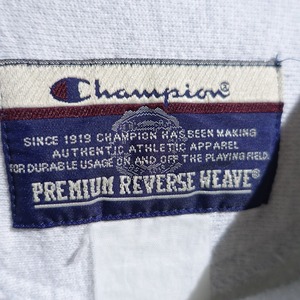 Champion®
SINCE 1919 CHAMPION HAS BEEN MAKING
AUTHENTIC ATHLETIC APPAREL
FOR DURABLE USAGE ON AND OFF THE PLAYING FIELD.
PREMIUM REVERSE WEAVE®